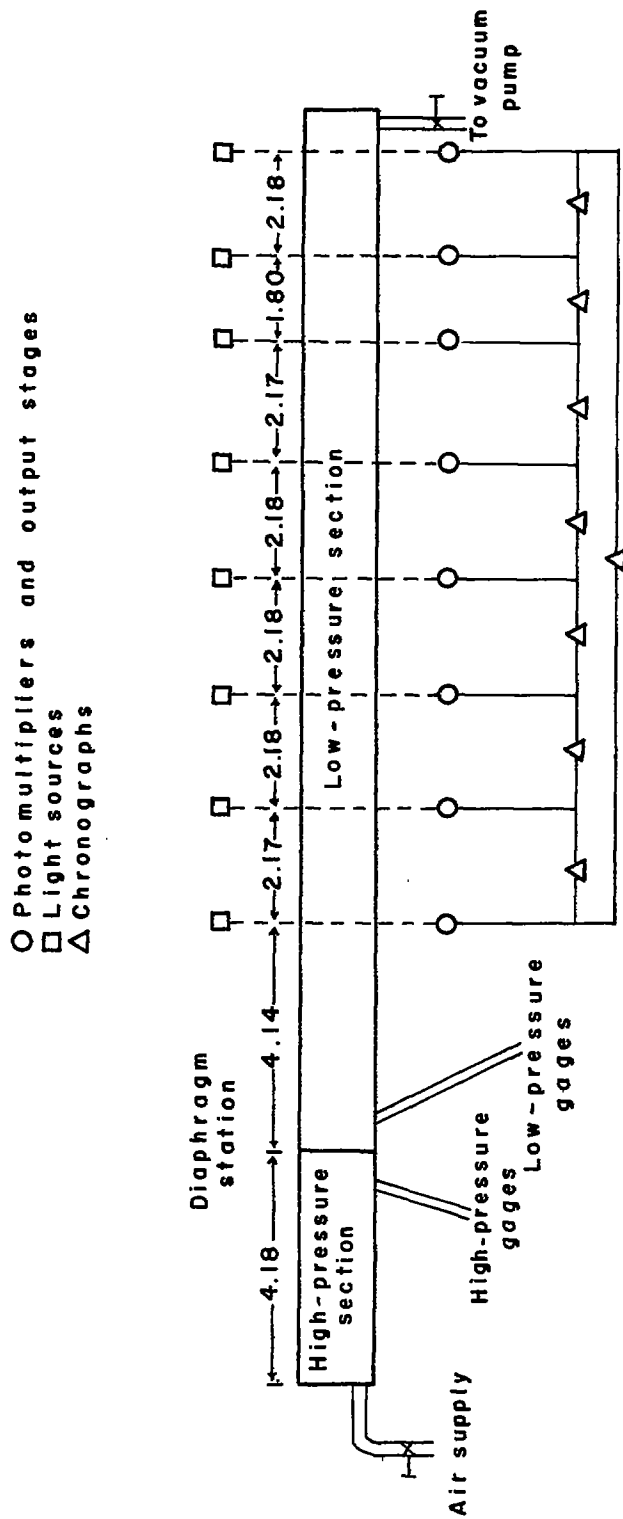 ○ Photomultipliers and output stages
□ Light sources
△ Chronographs
Diaphragm
station
4.18
4.14
2.17
2.18
2.18
2.18
2.17
1.80
2.18
High-pressure
section
Low-pressure section
High-pressure
gages
Low-pressure
gages
Air supply
To vacuum
pump